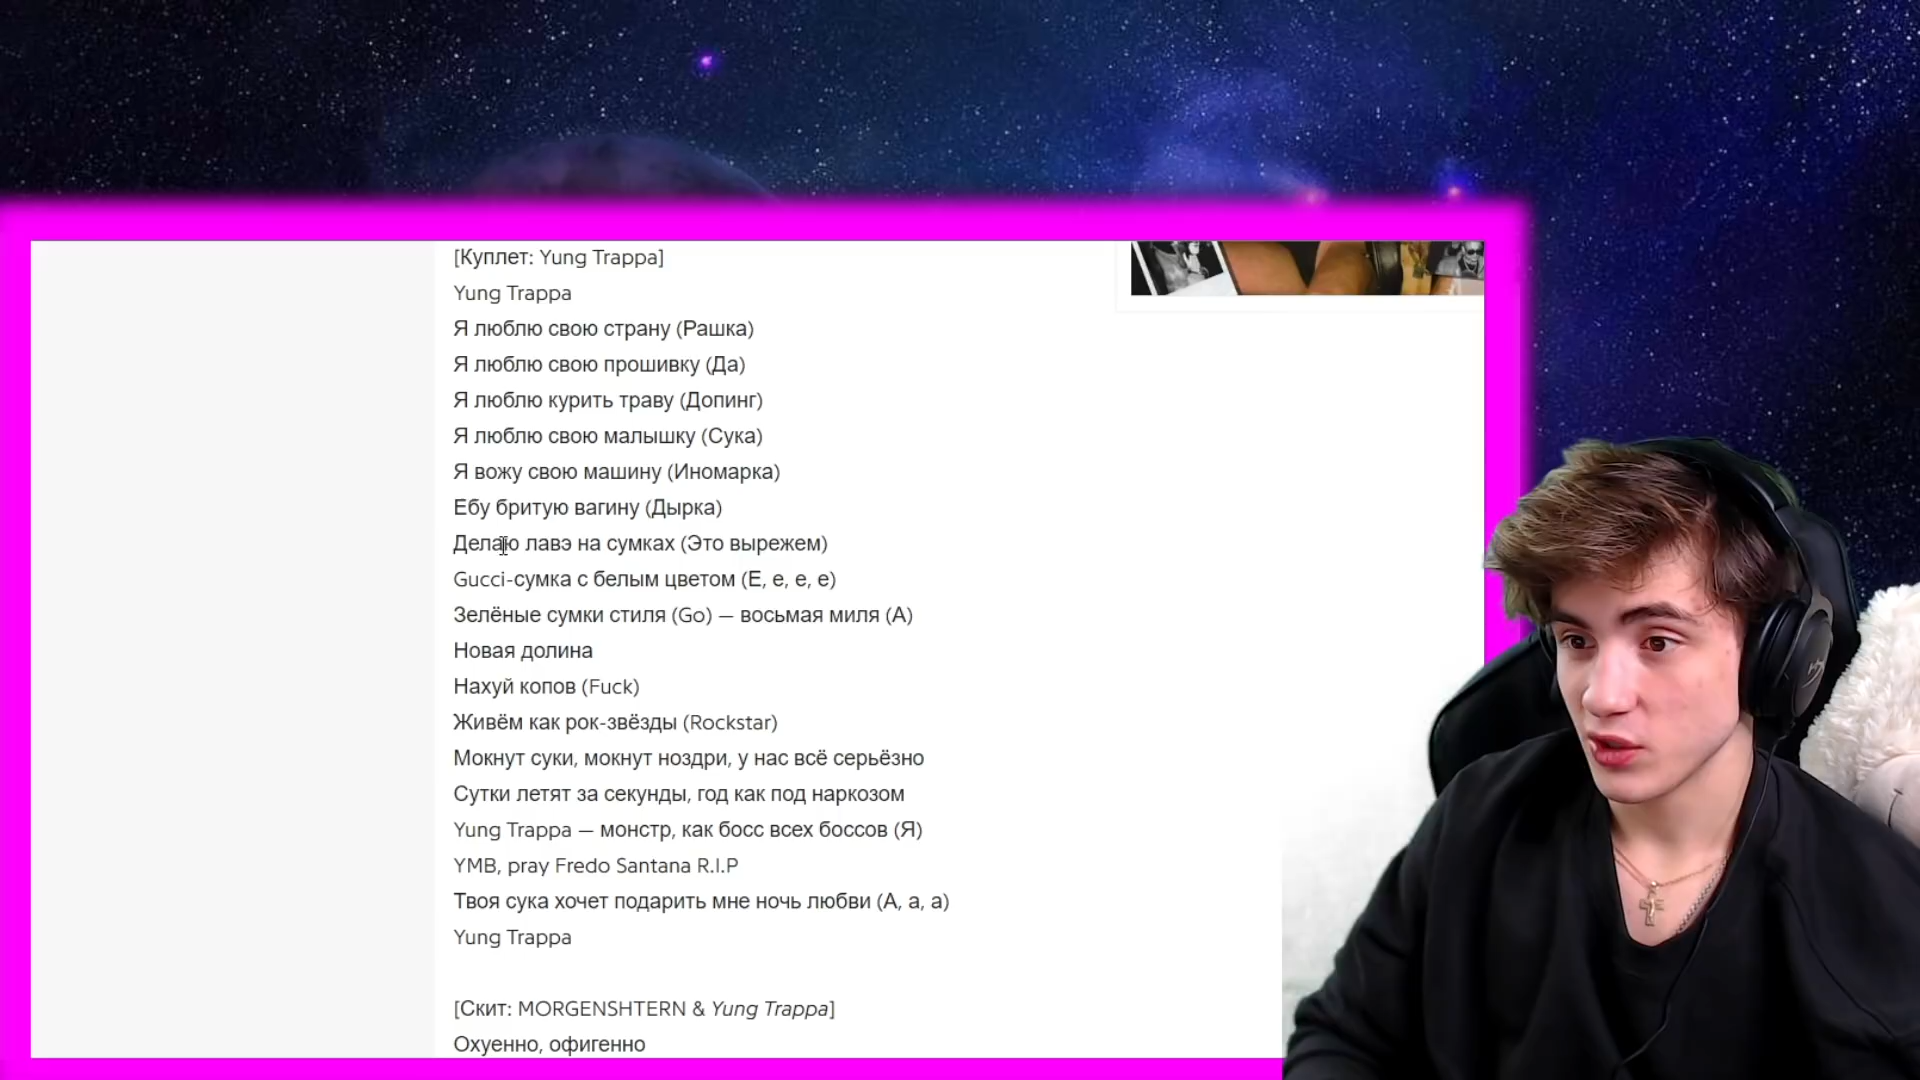 [Куплет: Yung Trappa]
Yung Trappa
Я люблю свою страну (Рашка)
Я люблю свою прошивку (Да)
Я люблю курить траву (Допинг)
Я люблю свою малышку (Сука)
Я вожу свою машину (Иномарка)
Ебу бритую вагину (Дырка)
Делаю лавэ на сумках (Это вырежем)
Gucci-сумка с белым цветом (Е, е, е, е)
Зелёные сумки стиля (Go) — восьмая миля (А)
Новая долина
Нахуй копов (Fuck)
Живём как рок-звёзды (Rockstar)
Мокнут суки, мокнут ноздри, у нас всё серьёзно
Сутки летят за секунды, год как под наркозом
Yung Trappa — монстр, как босс всех боссов (Я)
YMB, pray Fredo Santana R.I.P
Твоя сука хочет подарить мне ночь любви (А, а, а)
Yung Trappa
[Скит: MORGENSHTERN & Yung Trappa]
Охуенно, офигенно